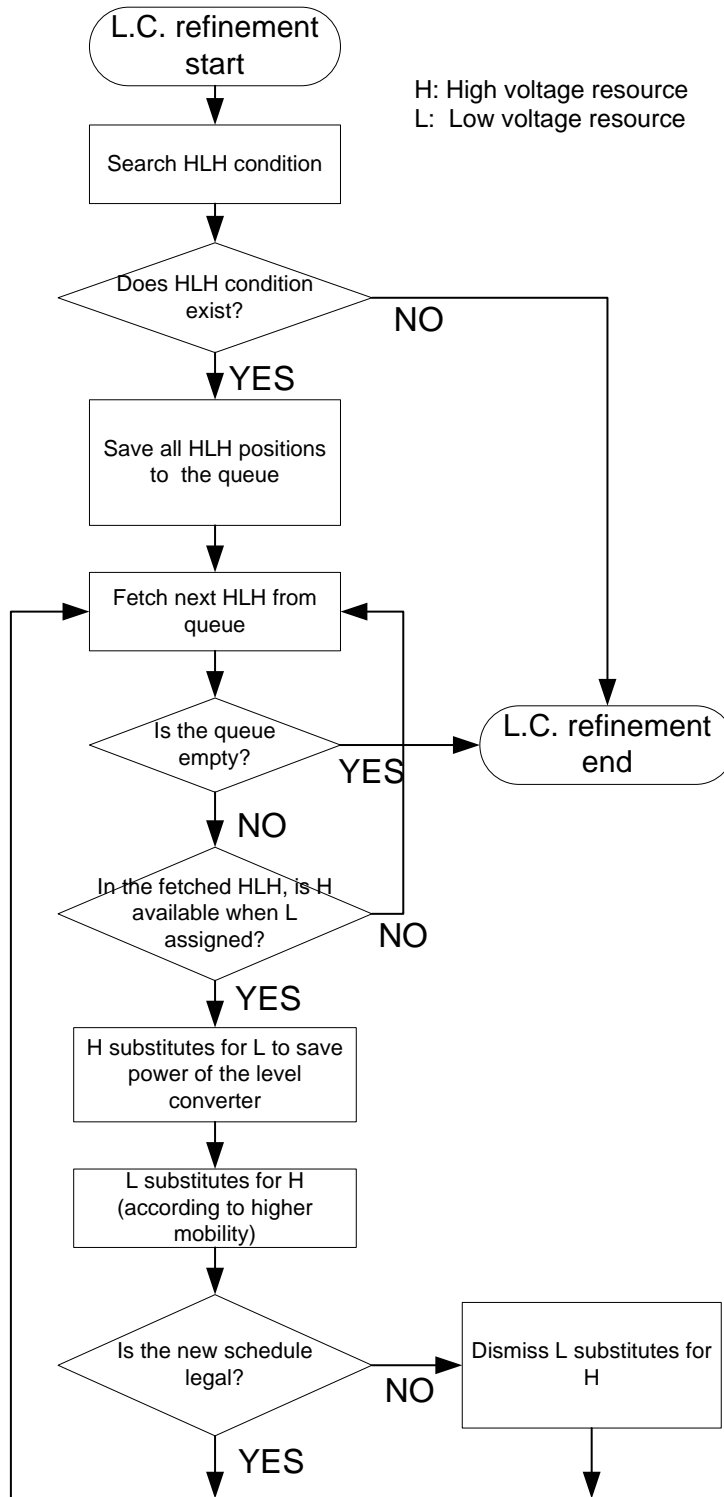 L.C. refinement
start
H: High voltage resource
L:  Low voltage resource
Search HLH condition
Does HLH condition
exist?
NO
YES
Save all HLH positions
to  the queue
Fetch next HLH from
queue
Is the queue
empty?
YES
L.C. refinement
end
NO
In the fetched HLH, is H
available when L
assigned?
NO
YES
H substitutes for L to save
power of the level
converter
L substitutes for H
(according to higher
mobility)
Is the new schedule
legal?
NO
Dismiss L substitutes for
H
YES